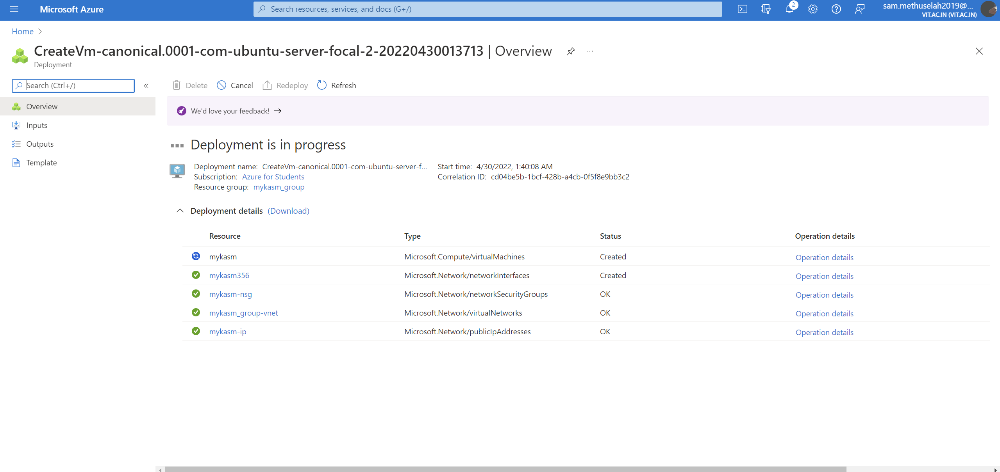 Microsoft Azure
Search resources, services, and docs (G+/)
2
sam.methuselah2019@...
VIT.AC.IN (VIT.AC.IN)
Home
CreateVm-canonical.0001-com-ubuntu-server-focal-2-20220430013713 | Overview
...
Deployment
Search (Ctrl+/)
«
Overview
Inputs
Outputs
Template
Delete
Cancel
Redeploy
Refresh
We'd love your feedback! →
Deployment is in progress
Deployment name: CreateVm-canonical.0001-com-ubuntu-server-f...
Subscription: Azure for Students
Resource group: mykasm_group
Start time: 4/30/2022, 1:40:08 AM
Correlation ID: cd04be5b-1bcf-428b-a4cb-0f5f8e9bb3c2
Deployment details (Download)
Resource Type Status Operation details
mykasm Microsoft.Compute/virtualMachines Created Operation details
mykasm356 Microsoft.Network/networkInterfaces Created Operation details
mykasm-nsg Microsoft.Network/networkSecurityGroups OK Operation details
mykasm_group-vnet Microsoft.Network/virtualNetworks OK Operation details
mykasm-ip Microsoft.Network/publicIpAddresses OK Operation details